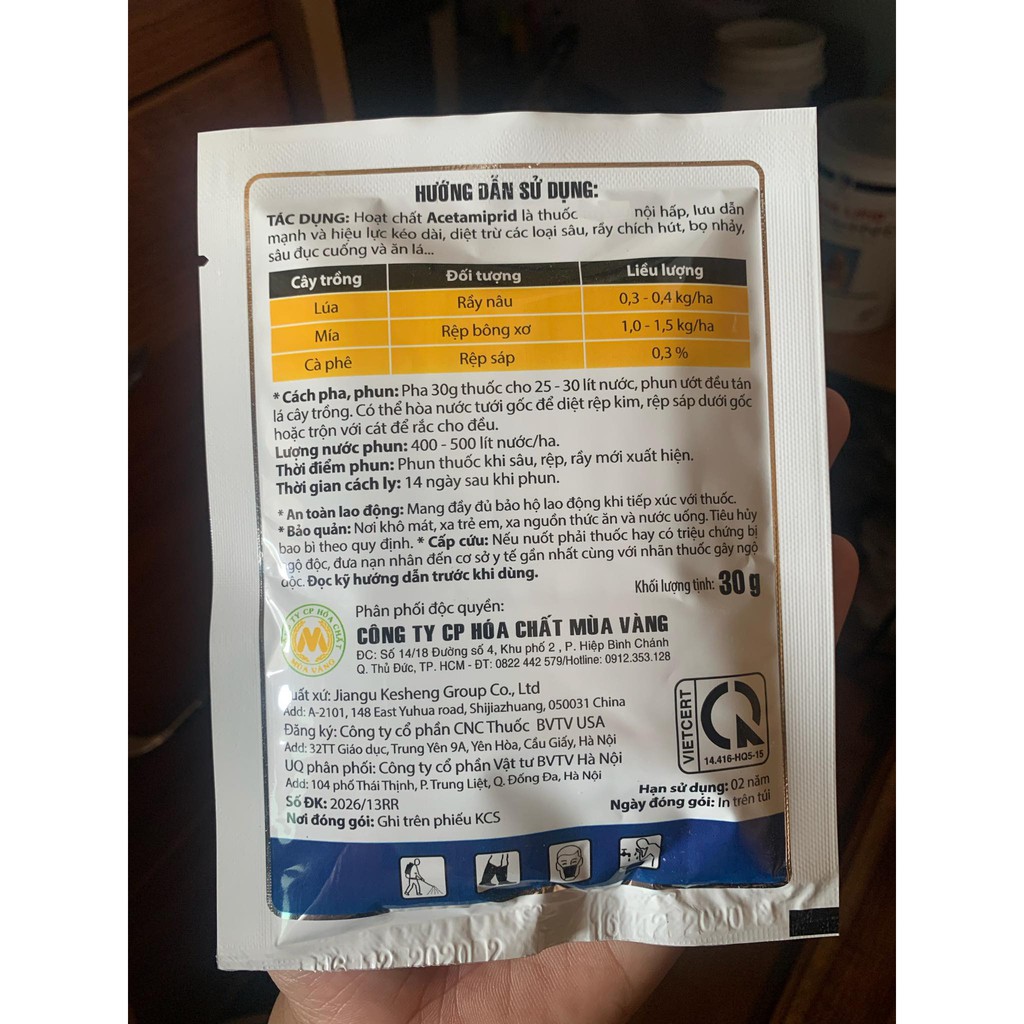 HƯỚNG DẪN SỬ DỤNG:
TÁC DỤNG: Hoạt chất Acetamiprid là thuốc nội hấp, lưu dẫn
mạnh và hiệu lực kéo dài, diệt trừ các loại sâu, rầy chích hút, bọ nhảy,
sâu đục cuống và ăn lá...
Cây trồng Đối tượng Liều lượng
Lúa Rầy nâu 0,3 - 0,4 kg/ha
Mía Rệp bông xơ 1,0 - 1,5 kg/ha
Cà phê Rệp sáp 0,3 %
* Cách pha, phun: Pha 30g thuốc cho 25 - 30 lít nước, phun ướt đều tán
lá cây trồng. Có thể hòa nước tưới gốc để diệt rệp kim, rệp sáp dưới gốc
hoặc trộn với cát để rắc cho đều.
Lượng nước phun: 400 - 500 lít nước/ha.
Thời điểm phun: Phun thuốc khi sâu, rệp, rầy mới xuất hiện.
Thời gian cách ly: 14 ngày sau khi phun.
* An toàn lao động: Mang đầy đủ bảo hộ lao động khi tiếp xúc với thuốc.
* Bảo quản: Nơi khô mát, xa trẻ em, xa nguồn thức ăn và nước uống. Tiêu hủy
bao bì theo quy định. * Cấp cứu: Nếu nuốt phải thuốc hay có triệu chứng bị
ngộ độc, đưa nạn nhân đến cơ sở y tế gần nhất cùng với nhãn thuốc gây ngộ
độc. Đọc kỹ hướng dẫn trước khi dùng.
Khối lượng tịnh: 30 g
Phân phối độc quyền:
CÔNG TY CP HÓA CHẤT MÙA VÀNG
TY CP HÓA CHẤT
M
MÙA VÀNG
ĐC: Số 14/18 Đường số 4, Khu phố 2 , P. Hiệp Bình Chánh
Q. Thủ Đức, TP. HCM - ĐT: 0822 442 579/Hotline: 0912.353.128
Xuất xứ: Jiangu Kesheng Group Co., Ltd
Add: A-2101, 148 East Yuhua road, Shijiazhuang, 050031 China
Đăng ký: Công ty cổ phần CNC Thuốc BVTV USA
Add: 32TT Giáo dục, Trung Yên 9A, Yên Hòa, Cầu Giấy, Hà Nội
UQ phân phối: Công ty cổ phần Vật tư BVTV Hà Nội
Add: 104 phố Thái Thịnh, P. Trung Liệt, Q. Đống Đa, Hà Nội
Số ĐK: 2026/13RR
Nơi đóng gói: Ghi trên phiếu KCS
VIETCERT
14.416-HQ5-15
Hạn sử dụng: 02 năm
Ngày đóng gói: In trên túi
2020
2020